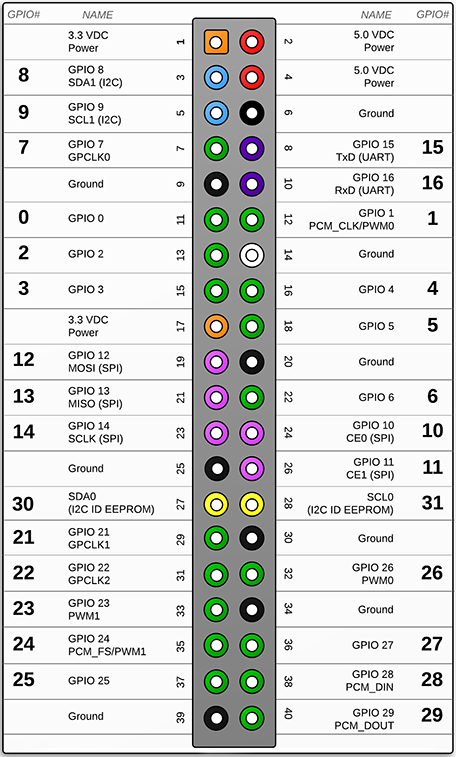 GPIO# NAME NAME GPIO#
3.3 VDC
Power 1 2 5.0 VDC
Power
8 GPIO 8
SDA1 (I2C) 3 4 5.0 VDC
Power
9 GPIO 9
SCL1 (I2C) 5 6 Ground
7 GPIO 7
GPCLK0 7 8 GPIO 15
TxD (UART) 15
Ground 9 10 GPIO 16
RxD (UART) 16
0 GPIO 0 11 12 GPIO 1
PCM_CLK/PWM0 1
2 GPIO 2 13 14 Ground
3 GPIO 3 15 16 GPIO 4 4
3.3 VDC
Power 17 18 GPIO 5 5
12 GPIO 12
MOSI (SPI) 19 20 Ground
13 GPIO 13
MISO (SPI) 21 22 GPIO 6 6
14 GPIO 14
SCLK (SPI) 23 24 GPIO 10
CE0 (SPI) 10
Ground 25 26 GPIO 11
CE1 (SPI) 11
30 SDA0
(I2C ID EEPROM) 27 28 SCL0
(I2C ID EEPROM) 31
21 GPIO 21
GPCLK1 29 30 Ground
22 GPIO 22
GPCLK2 31 32 GPIO 26
PWM0 26
23 GPIO 23
PWM1 33 34 Ground
24 GPIO 24
PCM_FS/PWM1 35 36 GPIO 27 27
25 GPIO 25 37 38 GPIO 28
PCM_DIN 28
Ground 39 40 GPIO 29
PCM_DOUT 29